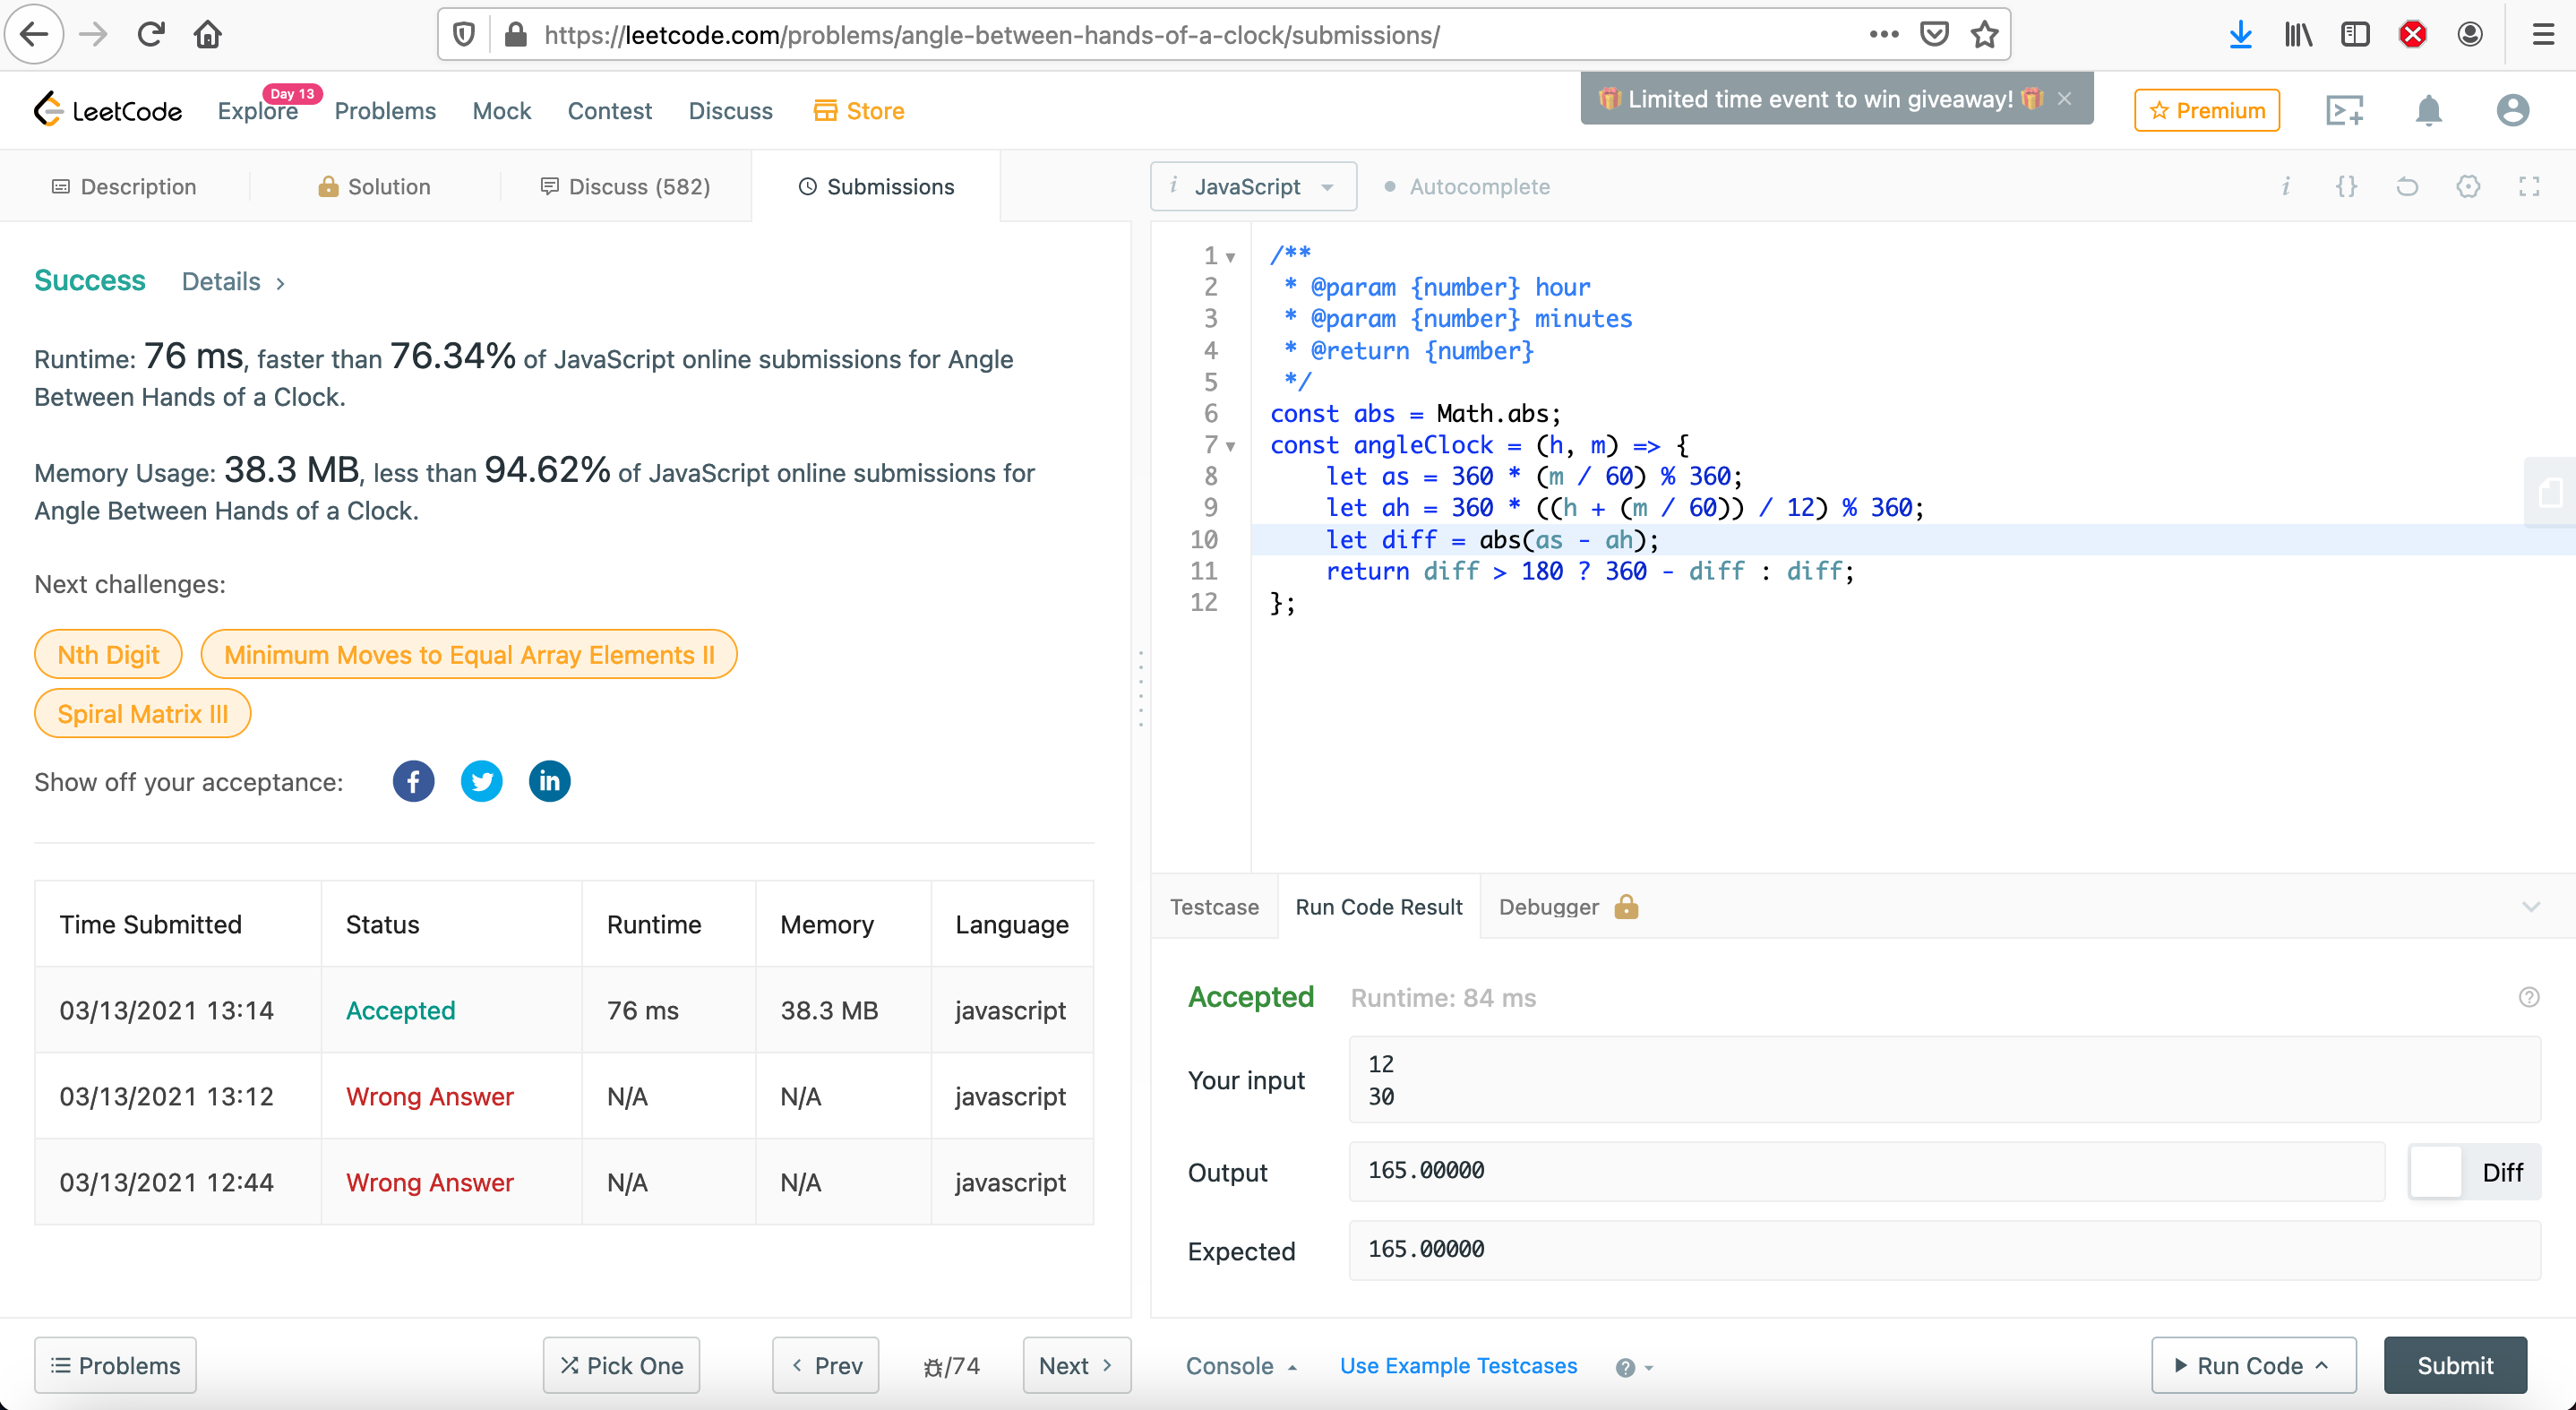 https://leetcode.com/problems/angle-between-hands-of-a-clock/submissions/
LeetCode
Explore
Day 13
Problems
Mock
Contest
Discuss
Store
Limited time event to win giveaway!
Premium
Description
Solution
Discuss (582)
Submissions
Success Details >
Runtime: 76 ms, faster than 76.34% of JavaScript online submissions for Angle
Between Hands of a Clock.
Memory Usage: 38.3 MB, less than 94.62% of JavaScript online submissions for
Angle Between Hands of a Clock.
Next challenges:
Nth Digit
Minimum Moves to Equal Array Elements II
Spiral Matrix III
Show off your acceptance:
Time Submitted Status Runtime Memory Language
03/13/2021 13:14 Accepted 76 ms 38.3 MB javascript
03/13/2021 13:12 Wrong Answer N/A N/A javascript
03/13/2021 12:44 Wrong Answer N/A N/A javascript
Problems
Pick One
< Prev
/74
Next >
i JavaScript
Autocomplete
i {}
1 /**
2  * @param {number} hour
3  * @param {number} minutes
4  * @return {number}
5  */
6 const abs = Math.abs;
7 const angleClock = (h, m) => {
8     let as = 360 * (m / 60) % 360;
9     let ah = 360 * ((h + (m / 60)) / 12) % 360;
10     let diff = abs(as - ah);
11     return diff > 180 ? 360 - diff : diff;
12 };
Testcase
Run Code Result
Debugger
Accepted Runtime: 84 ms
Your input
12
30
Output
165.00000
Diff
Expected
165.00000
Console
Use Example Testcases
Run Code
Submit